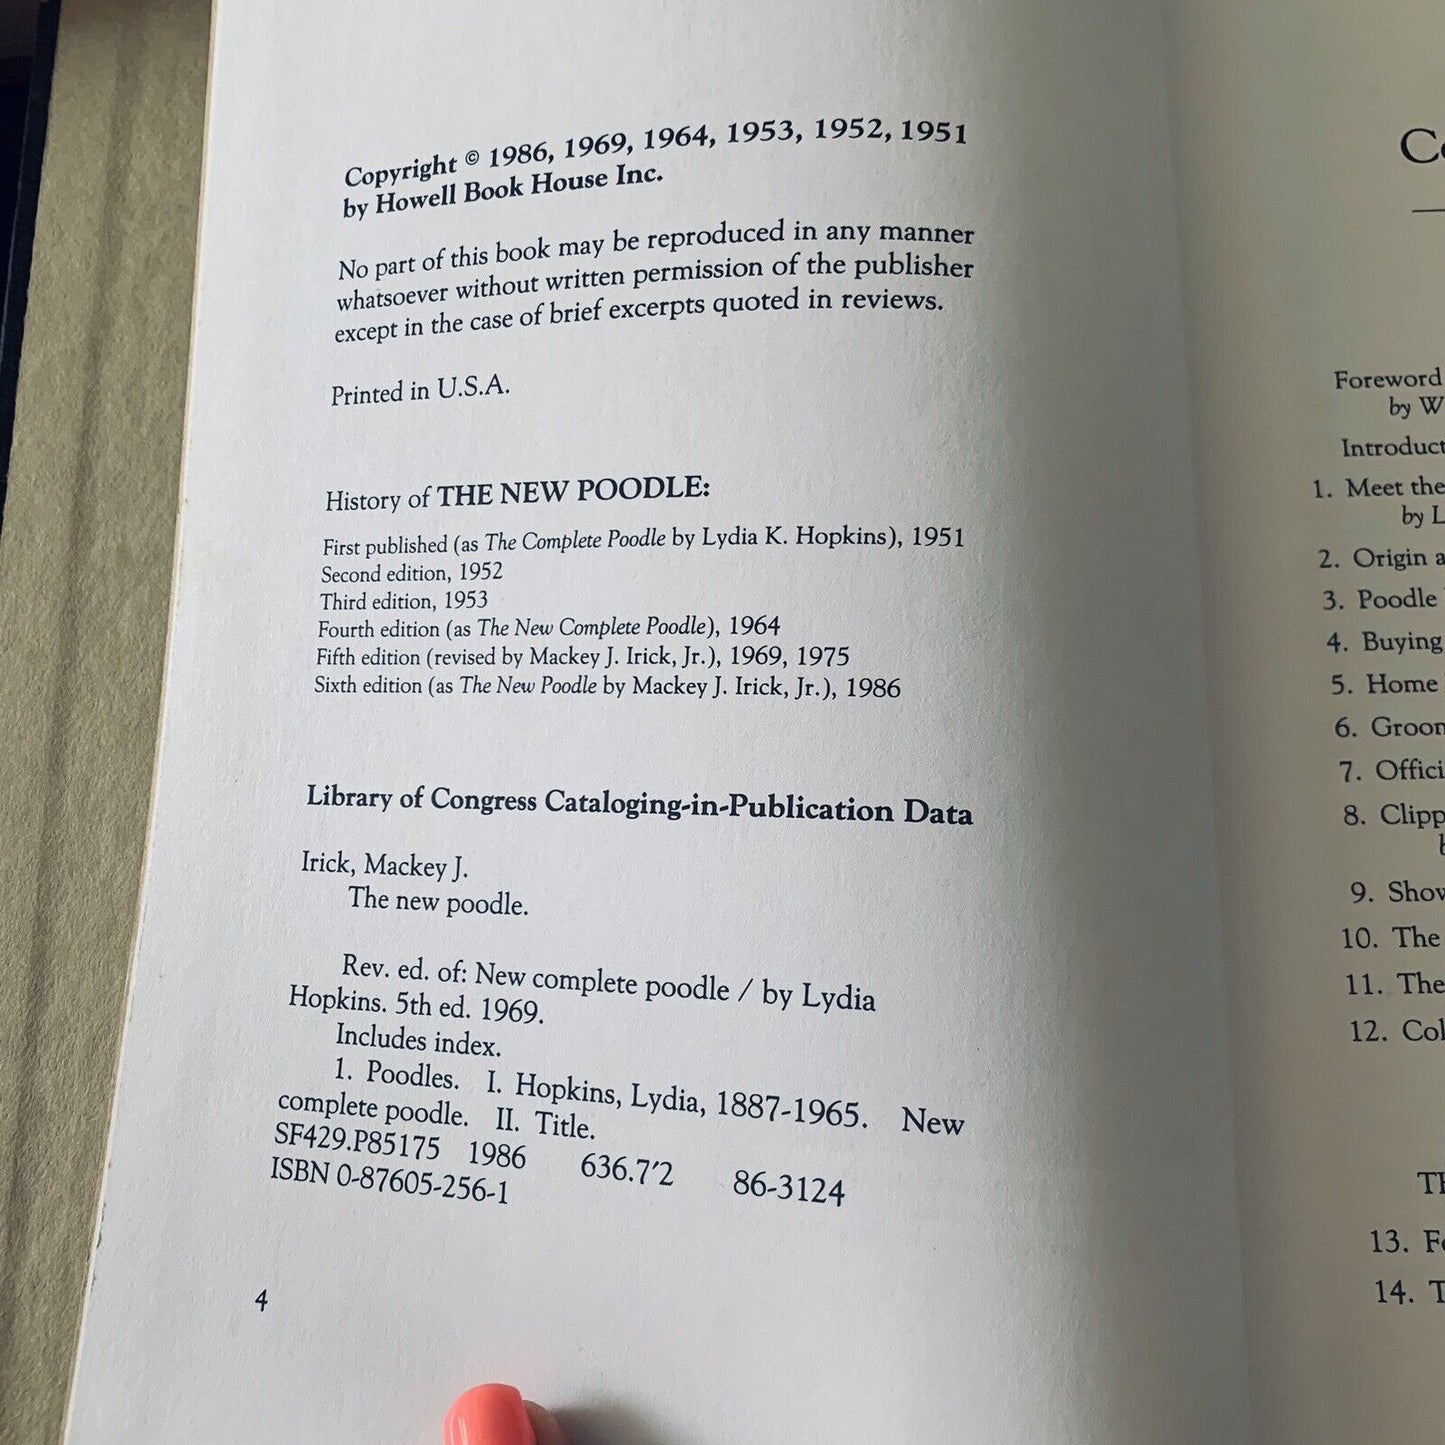 Copyright © 1986, 1969, 1964, 1953, 1952, 1951
by Howell Book House Inc.
No part of this book may be reproduced in any manner
whatsoever without written permission of the publisher
except in the case of brief excerpts quoted in reviews.
Printed in U.S.A.
History of THE NEW POODLE:
First published (as The Complete Poodle by Lydia K. Hopkins), 1951
Second edition, 1952
Third edition, 1953
Fourth edition (as The New Complete Poodle), 1964
Fifth edition (revised by Mackey J. Irick, Jr.), 1969, 1975
Sixth edition (as The New Poodle by Mackey J. Irick, Jr.), 1986
Library of Congress Cataloging-in-Publication Data
Irick, Mackey J.
The new poodle.
Rev. ed. of: New complete poodle / by Lydia
Hopkins. 5th ed. 1969.
Includes index.
1. Poodles. I. Hopkins, Lydia, 1887-1965. New
complete poodle. II. Title.
SF429.P85175 1986 636.7′2 86-3124
ISBN 0-87605-256-1
4
Foreword
by W
Introduct
1. Meet the
by L
2. Origin a
3. Poodle
4. Buying
5. Home
6. Groon
7. Offici
8. Clipp
9. Show
10. The
11. The
12. Col
13. Fe
14. T